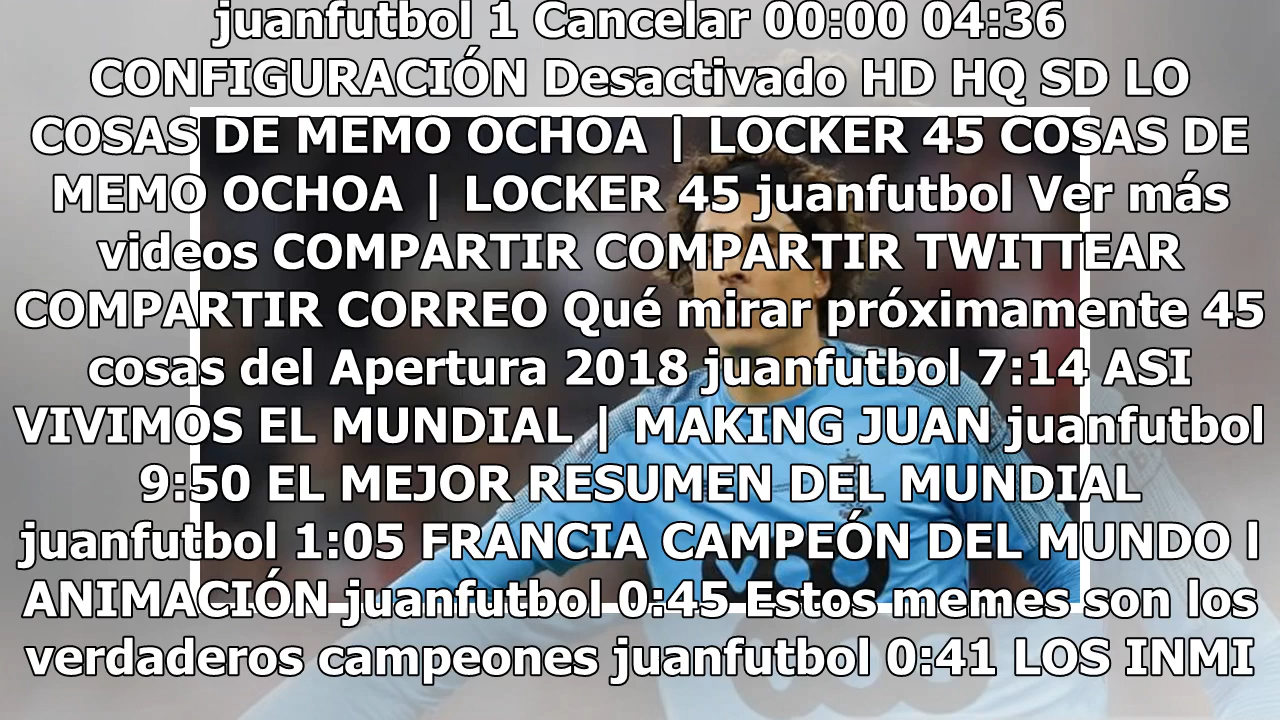 juanfutbol 1 Cancelar 00:00 04:36
CONFIGURACIÓN Desactivado HD HQ SD LO
COSAS DE MEMO OCHOA | LOCKER 45 COSAS DE
MEMO OCHOA | LOCKER 45 juanfutbol Ver más
videos COMPARTIR COMPARTIR TWITTEAR
COMPARTIR CORREO Qué mirar próximamente 45
cosas del Apertura 2018 juanfutbol 7:14 ASI
VIVIMOS EL MUNDIAL | MAKING JUAN juanfutbol
9:50 EL MEJOR RESUMEN DEL MUNDIAL
juanfutbol 1:05 FRANCIA CAMPEÓN DEL MUNDO l
ANIMACIÓN juanfutbol 0:45 Estos memes son los
verdaderos campeones juanfutbol 0:41 LOS INMI